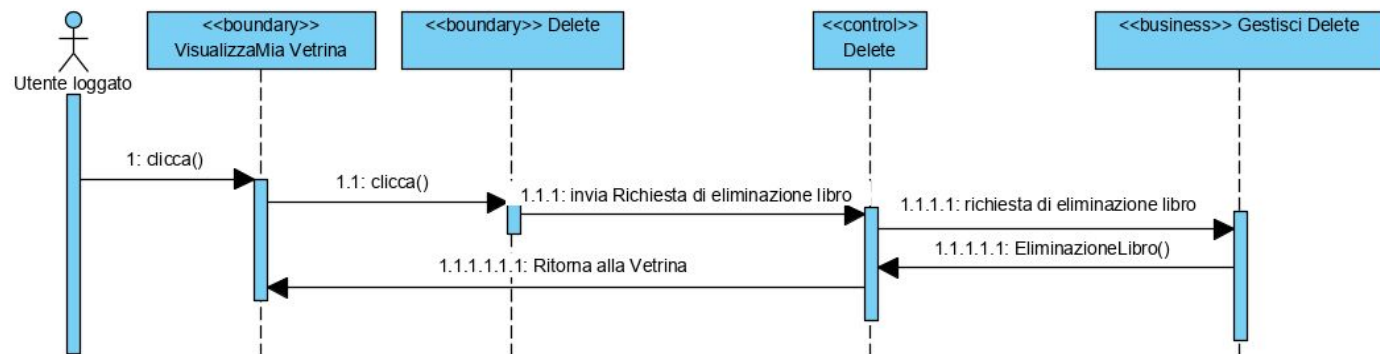 <<boundary>>
VisualizzaMia Vetrina
<<boundary>> Delete
<<control>>
Delete
<<business>> Gestisci Delete
Utente loggato
1: clicca()
1.1: clicca()
1.1.1: invia Richiesta di eliminazione libro
1.1.1.1: richiesta di eliminazione libro
1.1.1.1.1: EliminazioneLibro()
1.1.1.1.1.1: Ritorna alla Vetrina